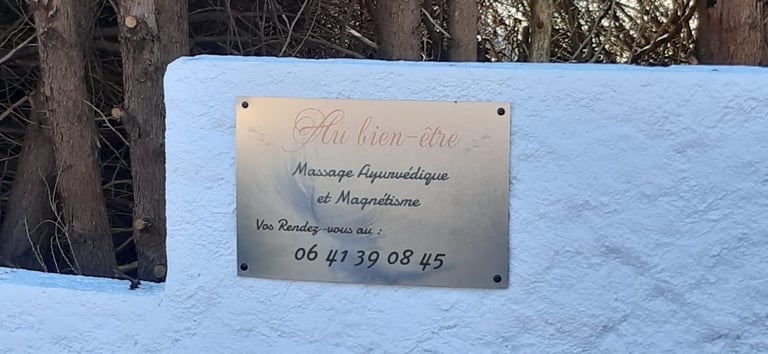 Au bien-être
Massage Ayurvédique
et Magnétisme
Vos Rendez-vous au :
06 41 39 08 45